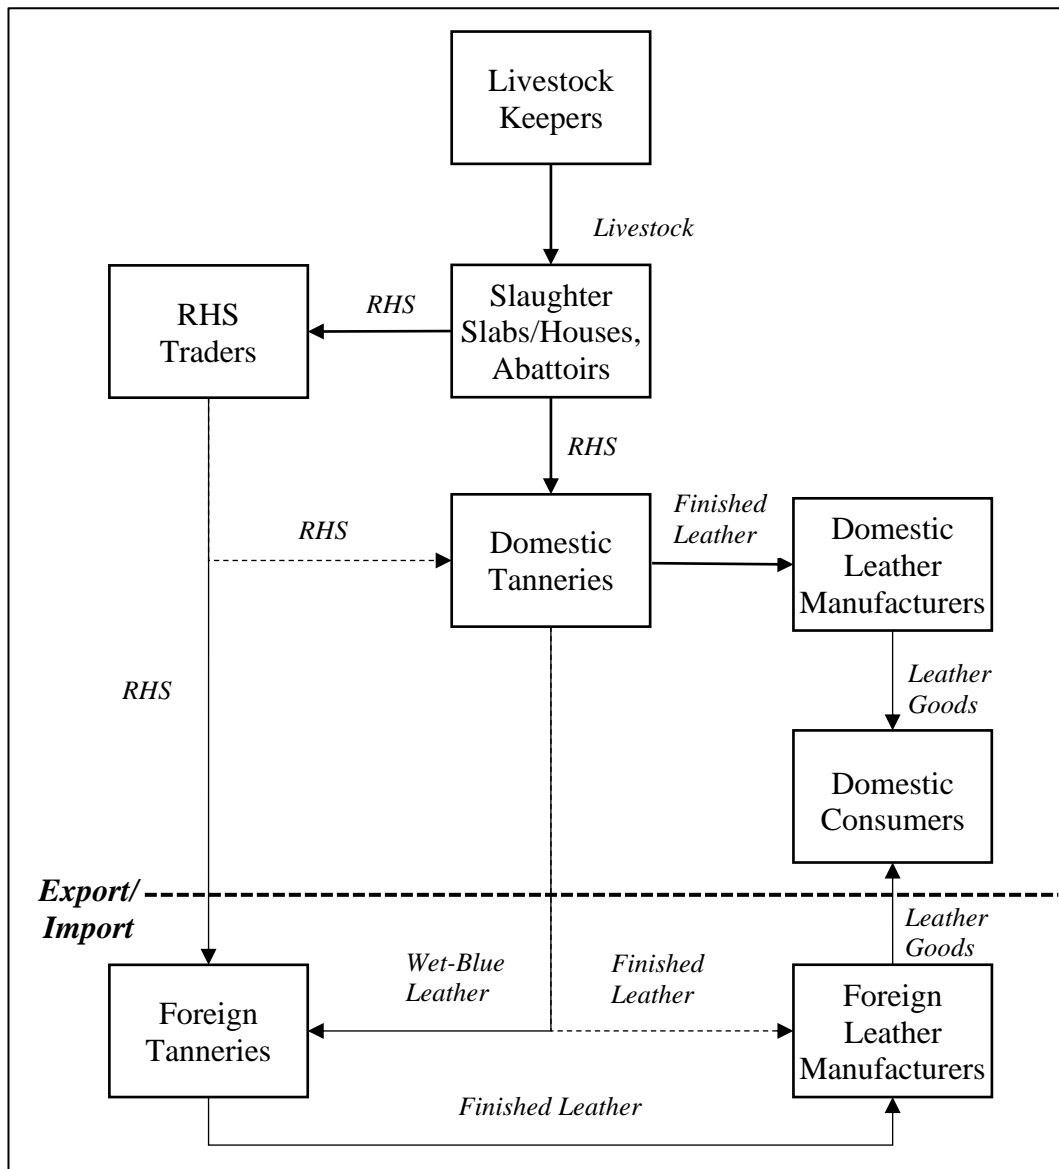 Livestock
Keepers
Livestock
RHS
Traders
RHS
Slaughter
Slabs/Houses,
Abattoirs
RHS
RHS
Domestic
Tanneries
Finished
Leather
Domestic
Leather
Manufacturers
RHS
Leather
Goods
Domestic
Consumers
Export/
Import
Leather
Goods
Wet-Blue
Leather
Finished
Leather
Foreign
Tanneries
Foreign
Leather
Manufacturers
Finished Leather